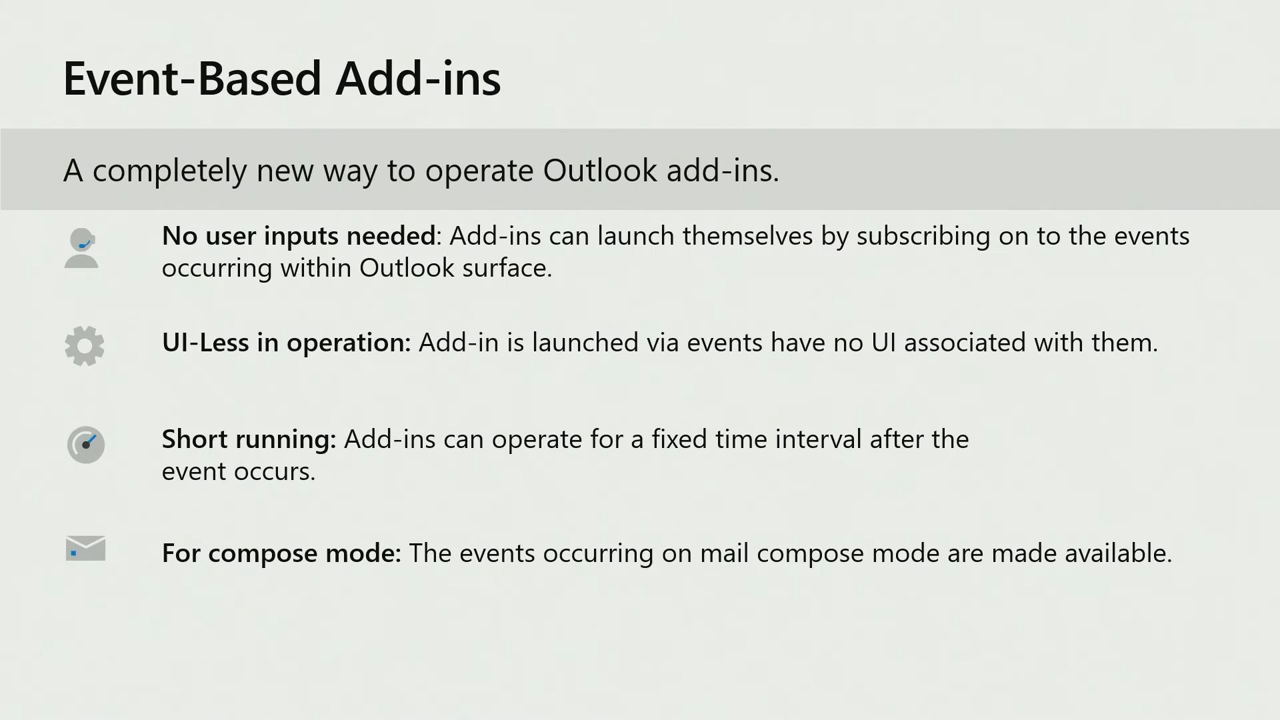 Event-Based Add-ins
A completely new way to operate Outlook add-ins.
No user inputs needed: Add-ins can launch themselves by subscribing on to the events
occurring within Outlook surface.
UI-Less in operation: Add-in is launched via events have no UI associated with them.
Short running: Add-ins can operate for a fixed time interval after the
event occurs.
For compose mode: The events occurring on mail compose mode are made available.